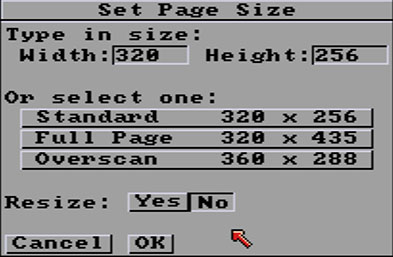 Set Page Size
Type in size:
Width: 320 Height: 256
Or select one:
Standard 320 x 256
Full Page 320 x 435
Overscan 360 x 288
Resize: Yes No
Cancel OK